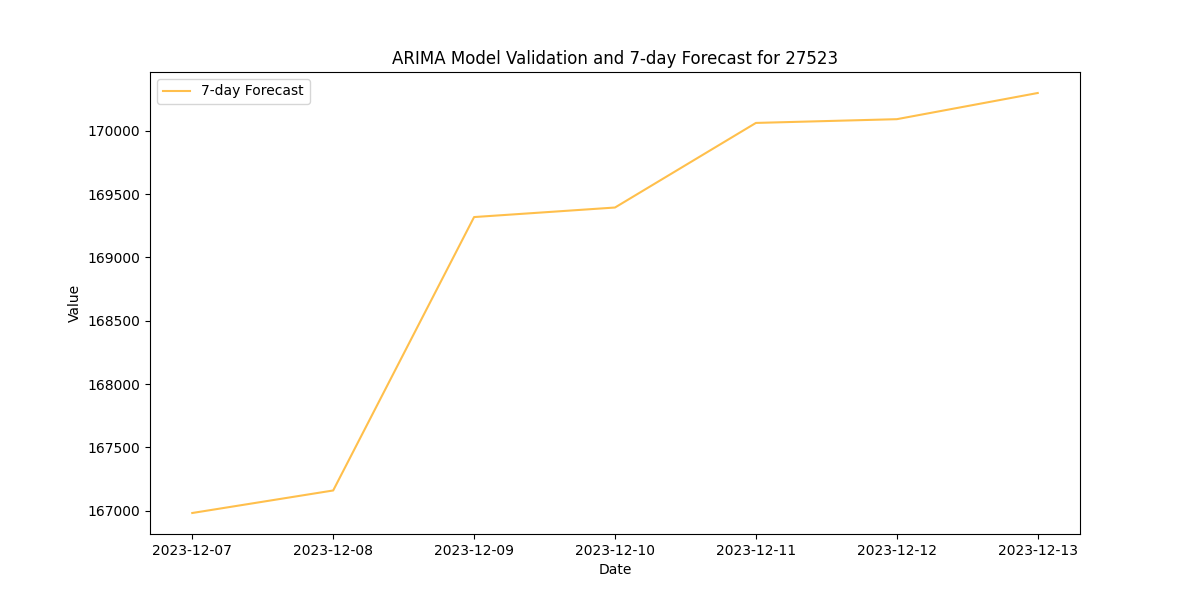 ARIMA Model Validation and 7-day Forecast for 27523
7-day Forecast
170000
169500
169000
168500
168000
167500
167000
Value
2023-12-07 2023-12-08 2023-12-09 2023-12-10 2023-12-11 2023-12-12 2023-12-13
Date